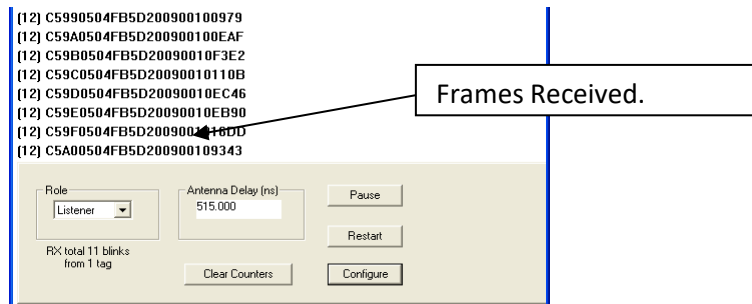 (12) C5990504FB5D200900100979
(12) C59A0504FB5D200900100EAF
(12) C59B0504FB5D20090010F3E2
(12) C59C0504FB5D20090010110B
(12) C59D0504FB5D20090010EC46
(12) C59E0504FB5D20090010EB90
(12) C59F0504FB5D2009001016DD
(12) C5A00504FB5D200900109343
Frames Received.
Role
Listener
Antenna Delay (ns)
515.000
Pause
Restart
RX total 11 blinks
from 1 tag
Clear Counters
Configure